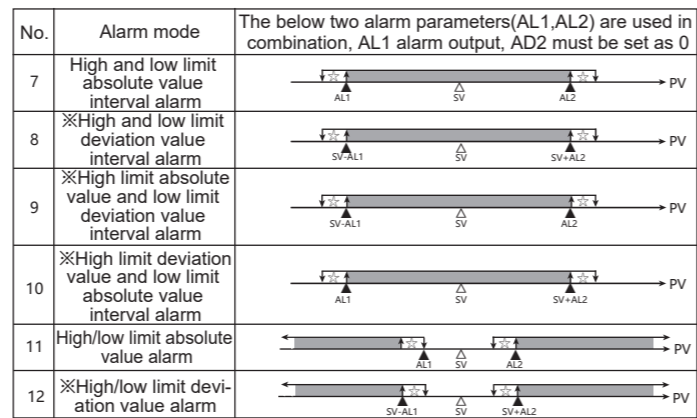 No.
Alarm mode
The below two alarm parameters(AL1,AL2) are used in
combination, AL1 alarm output, AD2 must be set as 0
7
High and low limit
absolute value
interval alarm
AL1
SV
AL2
PV
8
※High and low limit
deviation value
interval alarm
SV-AL1
SV
SV+AL2
PV
9
※High limit absolute
value and low limit
deviation value
interval alarm
SV-AL1
SV
AL2
PV
10
※High limit deviation
value and low limit
absolute value
interval alarm
AL1
SV
SV+AL2
PV
11
High/low limit absolute
value alarm
AL1
SV
AL2
PV
12
※High/low limit devi-
ation value alarm
SV-AL1
SV
SV+AL2
PV